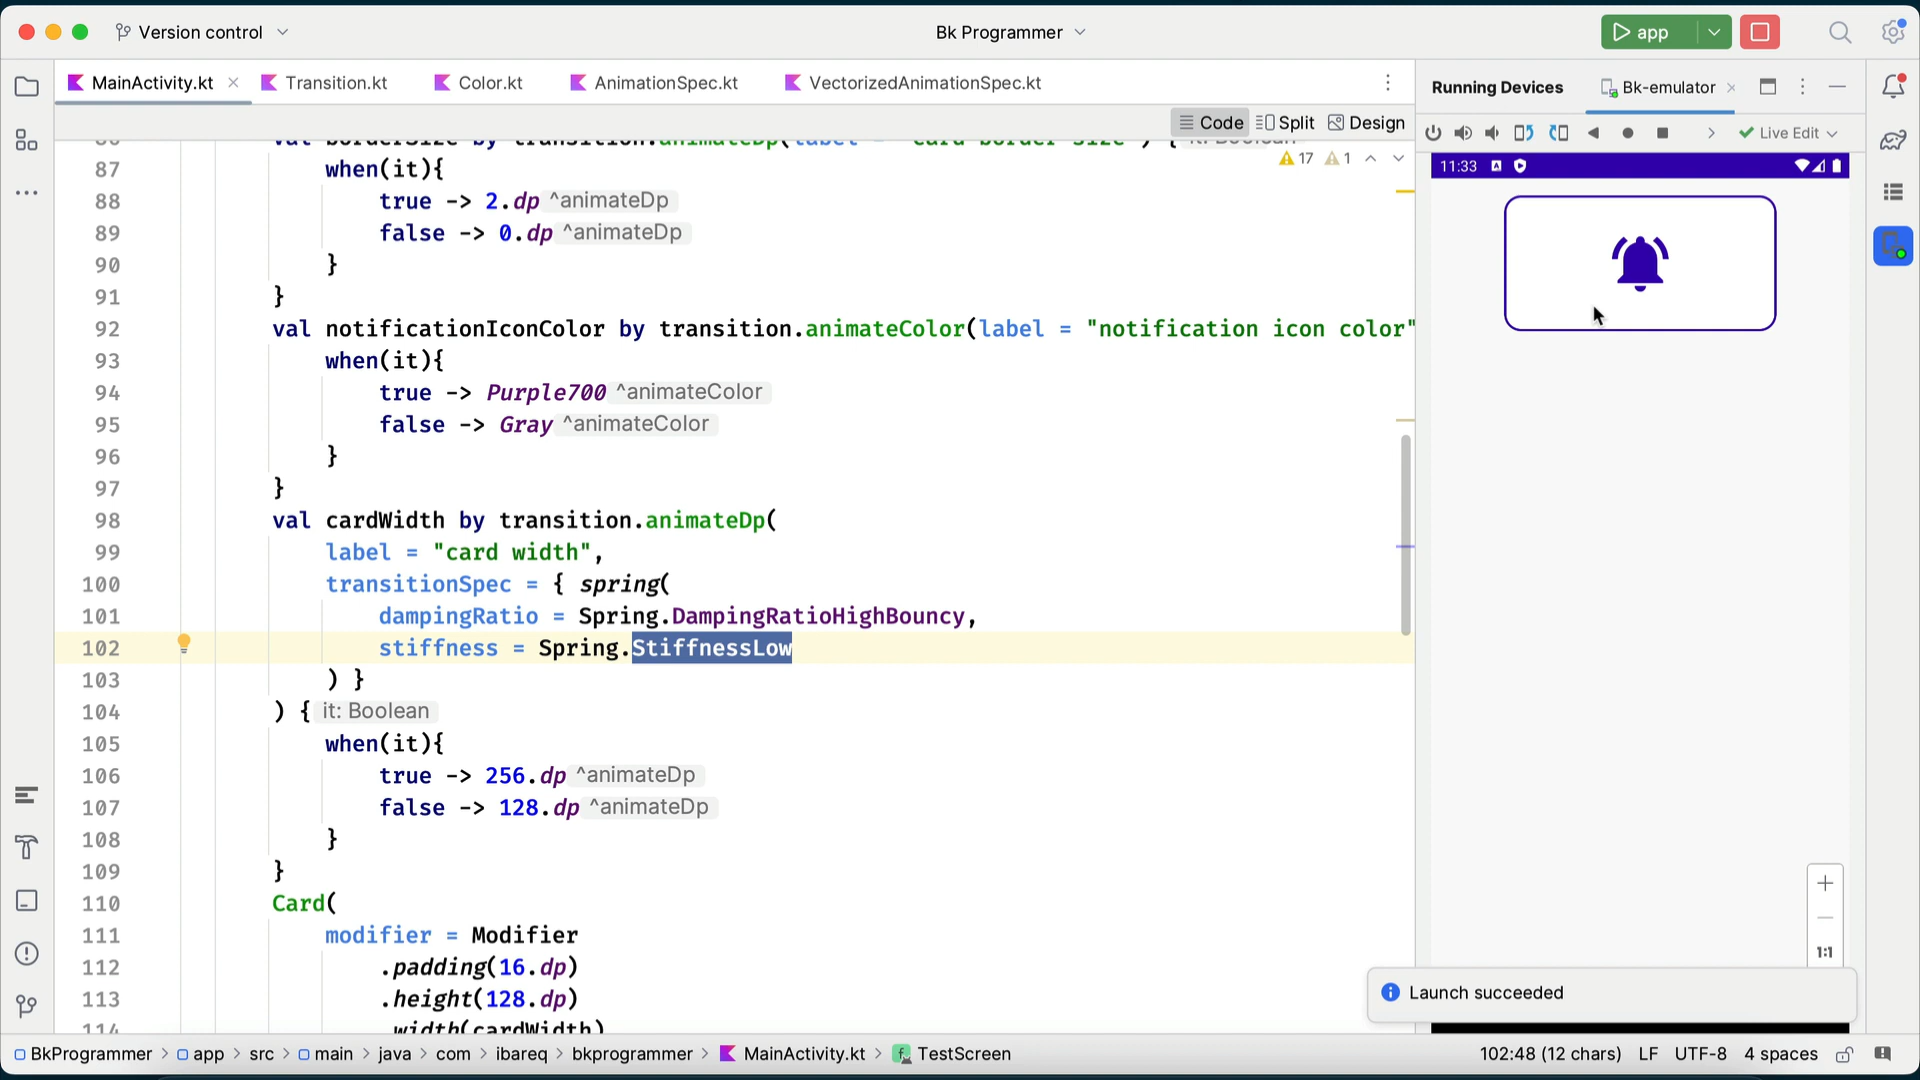 Version control
Bk Programmer
app
MainActivity.kt
Transition.kt
Color.kt
AnimationSpec.kt
VectorizedAnimationSpec.kt
Running Devices
Bk-emulator
Code
Split
Design
Live Edit
17
1
11:33
87 when(it){
88 true -> 2.dp ^animateDp
89 false -> 0.dp ^animateDp
90 }
91 }
92 val notificationIconColor by transition.animateColor(label = "notification icon color"
93 when(it){
94 true -> Purple700 ^animateColor
95 false -> Gray ^animateColor
96 }
97 }
98 val cardWidth by transition.animateDp(
99 label = "card width",
100 transitionSpec = { spring(
101 dampingRatio = Spring.DampingRatioHighBouncy,
102 stiffness = Spring.StiffnessLow
103 ) }
104 ) { it: Boolean
105 when(it){
106 true -> 256.dp ^animateDp
107 false -> 128.dp ^animateDp
108 }
109 }
110 Card(
111 modifier = Modifier
112 .padding(16.dp)
113 .height(128.dp)
114 .width(cardWidth)
1:1
Launch succeeded
BkProgrammer > app > src > main > java > com > ibareq > bkprogrammer > MainActivity.kt > TestScreen
102:48 (12 chars) LF UTF-8 4 spaces